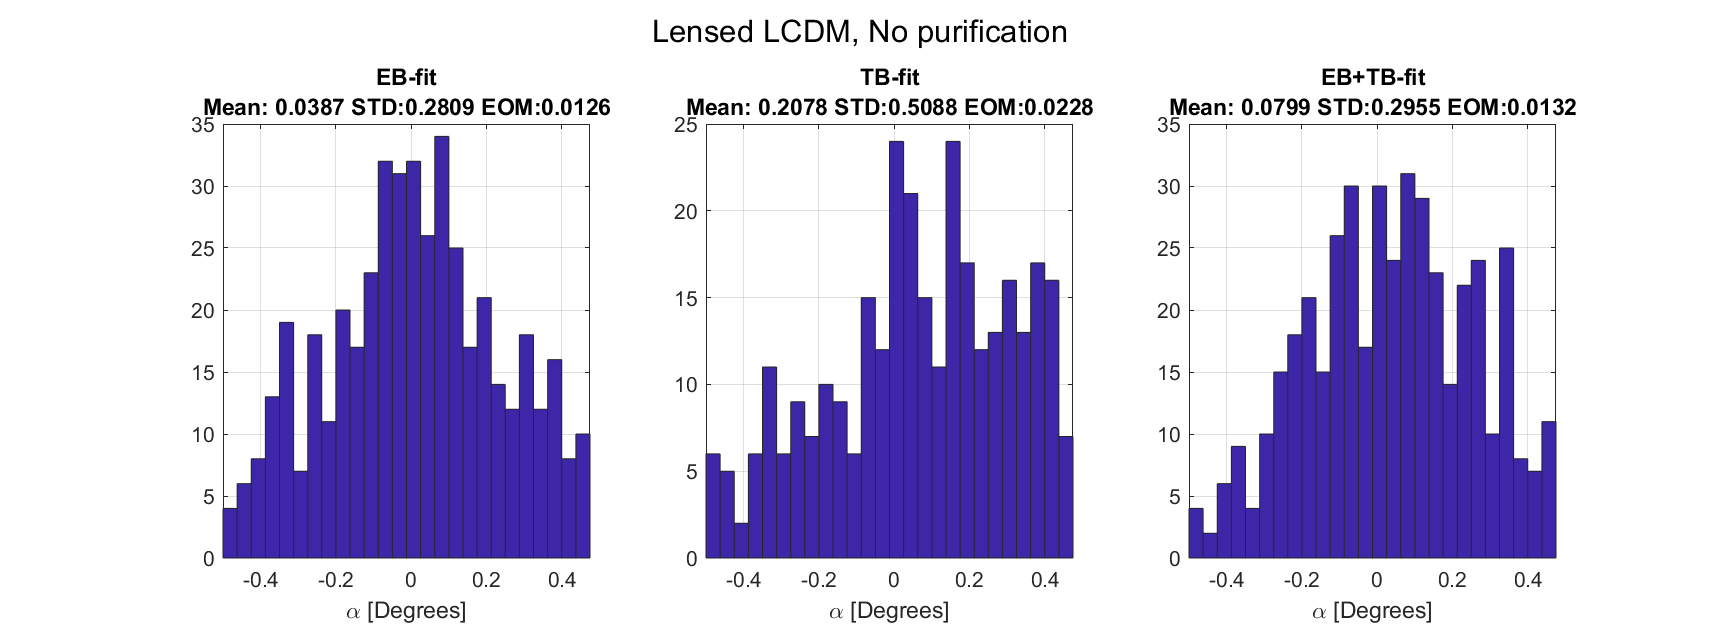 Lensed LCDM, No purification
EB-fit
Mean: 0.0387 STD:0.2809 EOM:0.0126
35
30
25
20
15
10
5
0
-0.4 -0.2 0 0.2 0.4
α [Degrees]
TB-fit
Mean: 0.2078 STD:0.5088 EOM:0.0228
25
20
15
10
5
0
-0.4 -0.2 0 0.2 0.4
α [Degrees]
EB+TB-fit
Mean: 0.0799 STD:0.2955 EOM:0.0132
35
30
25
20
15
10
5
0
-0.4 -0.2 0 0.2 0.4
α [Degrees]